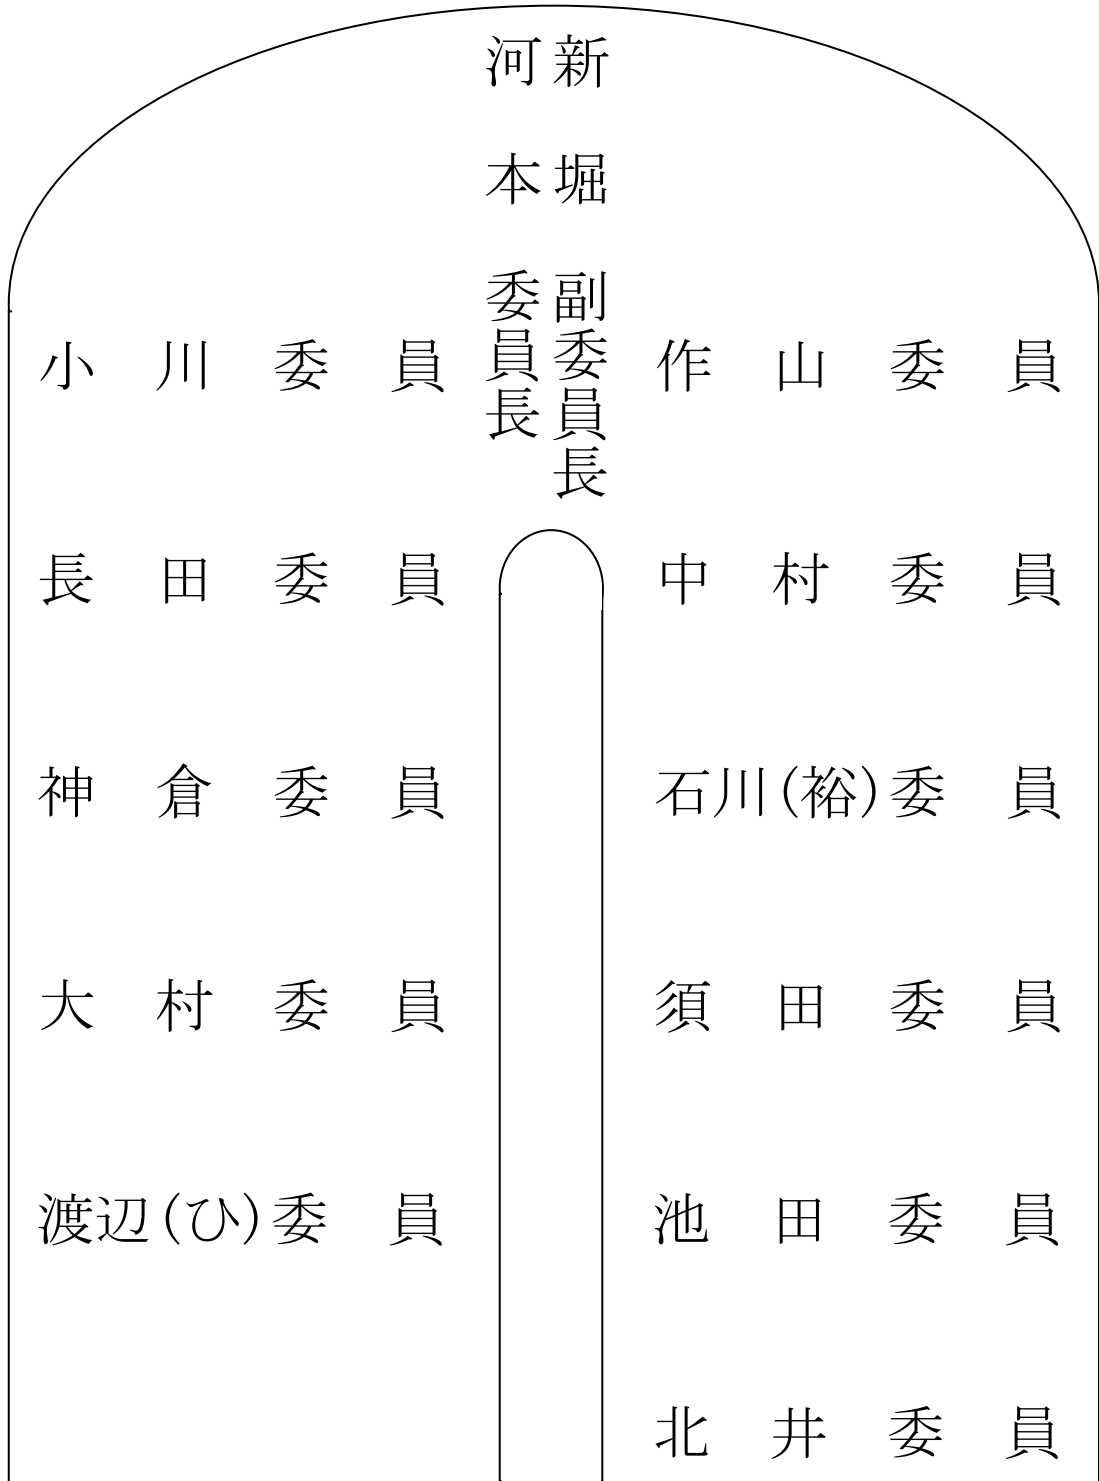 新堀副委員長
河本委員長
小川委員
作山委員
長田委員
中村委員
神倉委員
石川(裕)委員
大村委員
須田委員
渡辺(ひ)委員
池田委員
北井委員